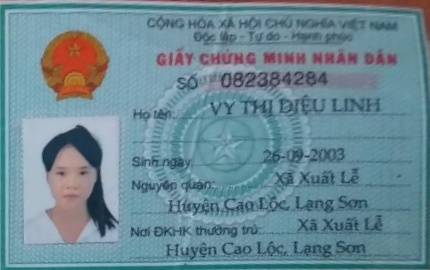 CỘNG HÒA XÃ HỘI CHỦ NGHĨA VIỆT NAM
Độc lập - Tự do - Hạnh phúc
GIẤY CHỨNG MINH NHÂN DÂN
SỐ 082384284
Họ tên: VY THỊ DIỆU LINH
Sinh ngày 26-09-2003
Nguyên quán Xã Xuất Lễ
Huyện Cao Lộc, Lạng Sơn
Nơi ĐKHK thường trú: Xã Xuất Lễ
Huyện Cao Lộc, Lạng Sơn